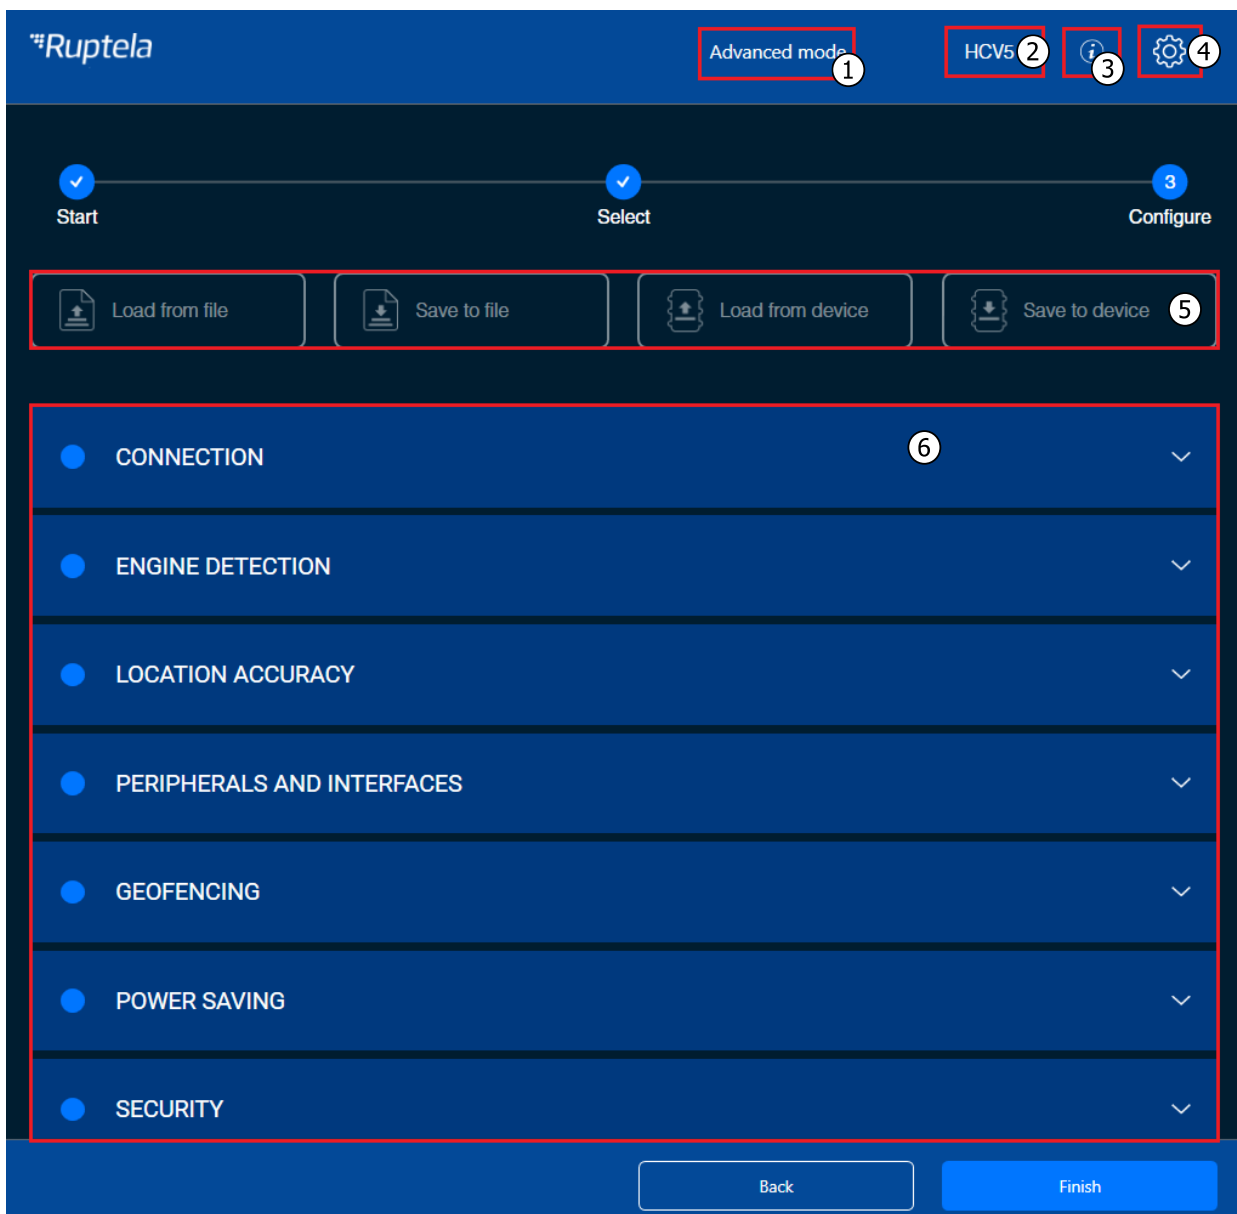 Ruptela
Advanced mode
1
HCV5
2
3
4
3
Start
Select
Configure
Load from file
Save to file
Load from device
Save to device
5
CONNECTION
6
ENGINE DETECTION
LOCATION ACCURACY
PERIPHERALS AND INTERFACES
GEOFENCING
POWER SAVING
SECURITY
Back
Finish